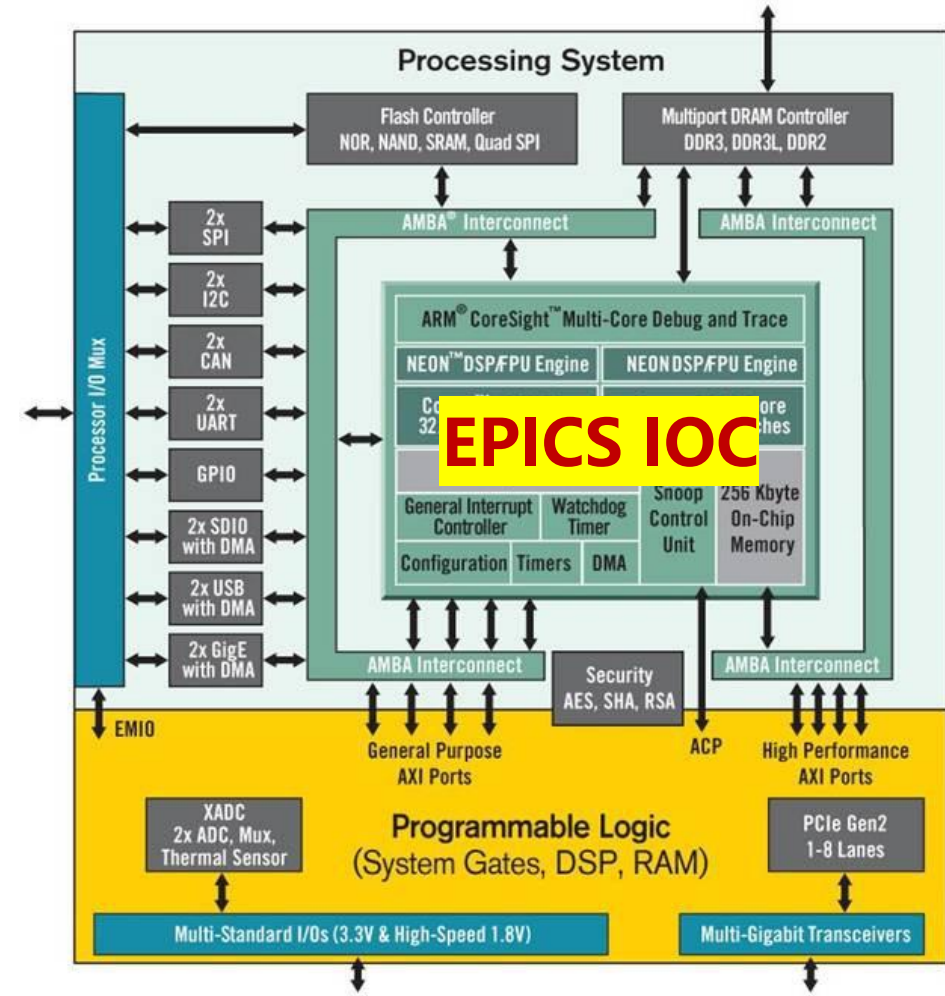 Processing System
Flash Controller
NOR, NAND, SRAM, Quad SPI
Multiport DRAM Controller
DDR3, DDR3L, DDR2
Processor I/O Mux
2x
SPI
2x
I2C
2x
CAN
2x
UART
GPIO
2x SDIO
with DMA
2x USB
with DMA
2x GigE
with DMA
AMBA® Interconnect
AMBA Interconnect
ARM® CoreSight™ Multi-Core Debug and Trace
NEON™ DSP/FPU Engine
NEON DSP/FPU Engine
EPICS IOC
General Interrupt
Controller
Watchdog
Timer
Configuration
Timers
DMA
Snoop
Control
Unit
256 Kbyte
On-Chip
Memory
AMBA Interconnect
Security
AES, SHA, RSA
AMBA Interconnect
EMIO
General Purpose
AXI Ports
ACP
High Performance
AXI Ports
XADC
2x ADC, Mux,
Thermal Sensor
Programmable Logic
(System Gates, DSP, RAM)
PCIe Gen2
1-8 Lanes
Multi-Standard I/Os (3.3V & High-Speed 1.8V)
Multi-Gigabit Transceivers